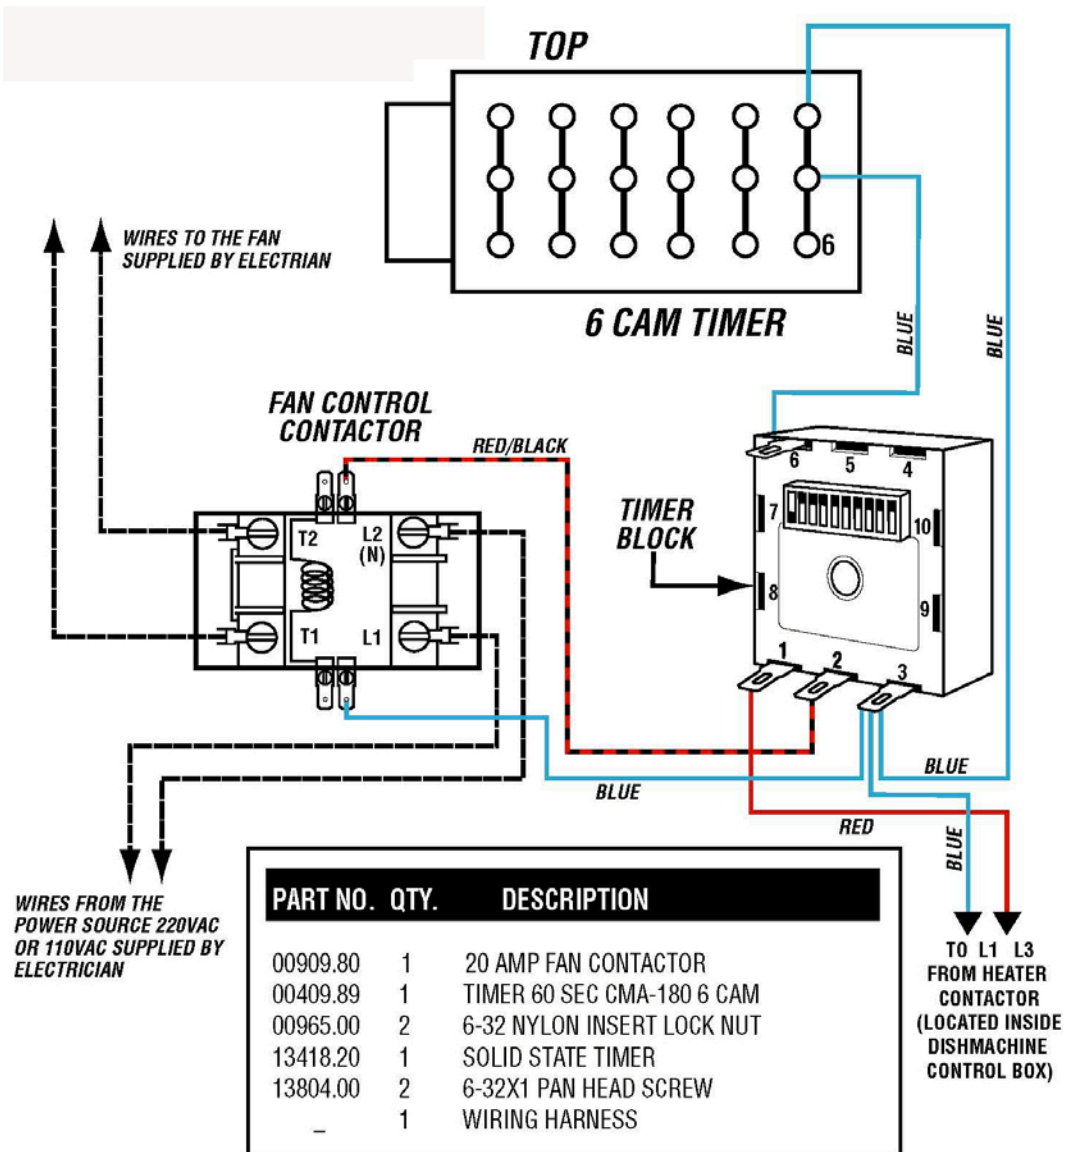 TOP
6
6 CAM TIMER
WIRES TO THE FAN
SUPPLIED BY ELECTRIAN
BLUE
BLUE
FAN CONTROL
CONTACTOR
RED/BLACK
TIMER
BLOCK
6
5
4
7
10
8
9
1
2
3
T2
L2
(N)
T1
L1
BLUE
BLUE
RED
BLUE
WIRES FROM THE
POWER SOURCE 220VAC
OR 110VAC SUPPLIED BY
ELECTRICIAN
TO L1 L3
FROM HEATER
CONTACTOR
(LOCATED INSIDE
DISHMACHINE
CONTROL BOX)
PART NO. QTY. DESCRIPTION
00909.80 1 20 AMP FAN CONTACTOR
00409.89 1 TIMER 60 SEC CMA-180 6 CAM
00965.00 2 6-32 NYLON INSERT LOCK NUT
13418.20 1 SOLID STATE TIMER
13804.00 2 6-32X1 PAN HEAD SCREW
_ 1 WIRING HARNESS